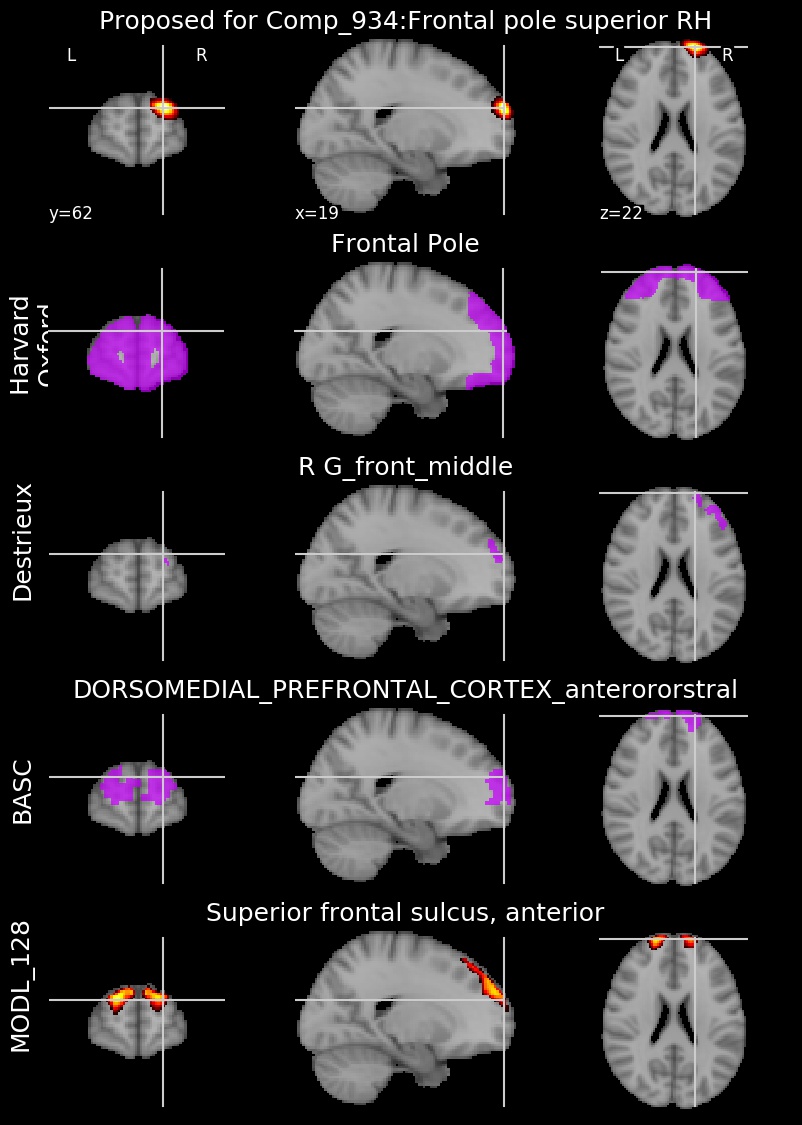 Proposed for Comp_934:Frontal pole superior RH
L R L R
y=62 x=19 z=22
Frontal Pole
Harvard
Oxford
R G_front_middle
Destrieux
DORSOMEDIAL_PREFRONTAL_CORTEX_anterororstral
BASC
Superior frontal sulcus, anterior
MODL_128